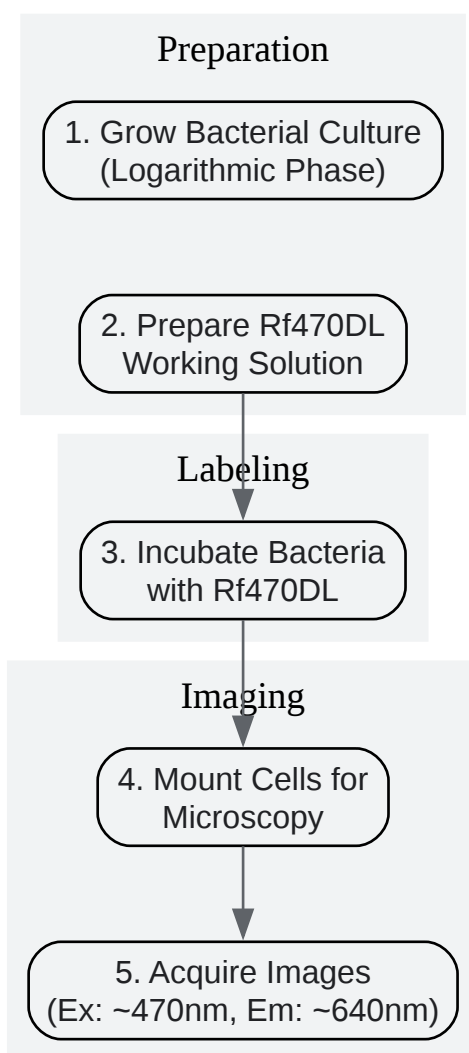 Preparation
1. Grow Bacterial Culture
(Logarithmic Phase)
2. Prepare Rf470DL
Working Solution
Labeling
3. Incubate Bacteria
with Rf470DL
Imaging
4. Mount Cells for
Microscopy
5. Acquire Images
(Ex: ~470nm, Em: ~640nm)